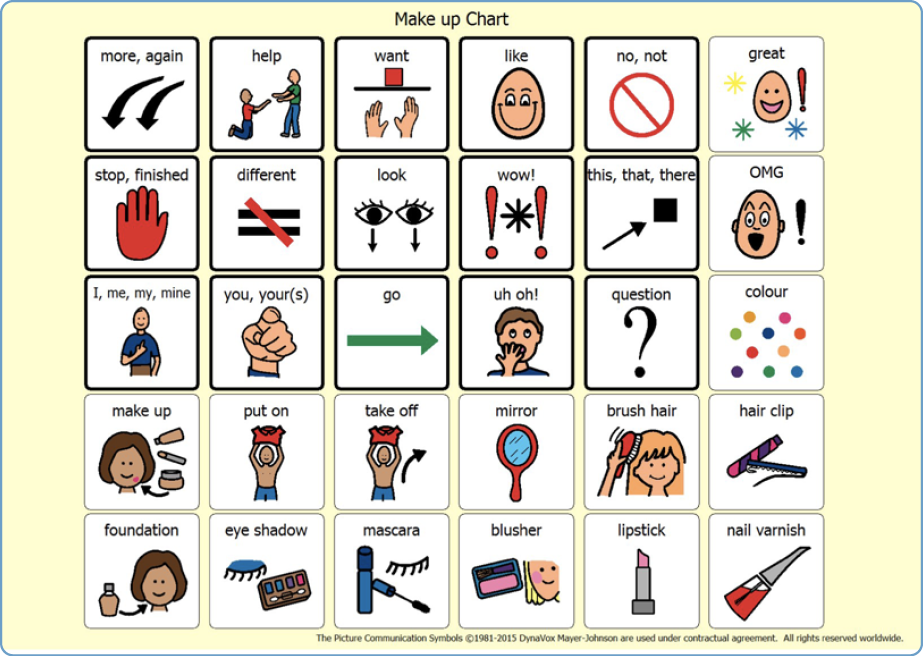 Make up Chart
more, again
help
want
like
no, not
great
stop, finished
different
look
wow!
this, that, there
OMG
I, me, my, mine
you, your(s)
go
uh oh!
question
colour
make up
put on
take off
mirror
brush hair
hair clip
foundation
eye shadow
mascara
blusher
lipstick
nail varnish
The Picture Communication Symbols ©1981-2015 DynaVox Mayer-Johnson are used under contractual agreement. All rights reserved worldwide.